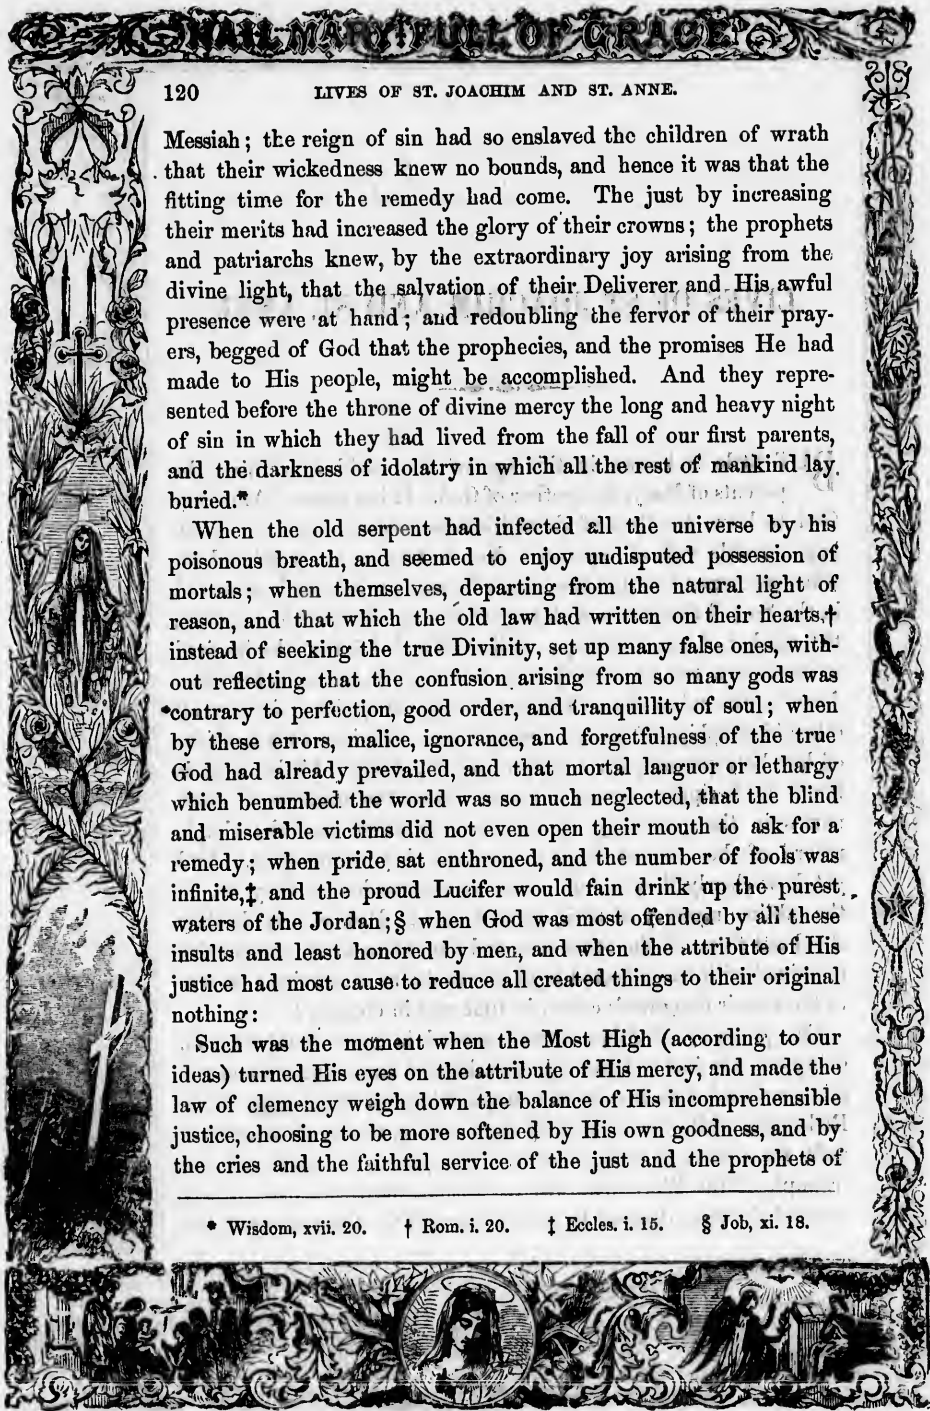 HAIL MARY FULL OF GRACE
120 LIVES OF ST. JOACHIM AND ST. ANNE.
Messiah; the reign of sin had so enslaved the children of wrath
that their wickedness knew no bounds, and hence it was that the
fitting time for the remedy had come. The just by increasing
their merits had increased the glory of their crowns; the prophets
and patriarchs knew, by the extraordinary joy arising from the
divine light, that the salvation of their Deliverer and His awful
presence were at hand; and redoubling the fervor of their pray-
ers, begged of God that the prophecies, and the promises He had
made to His people, might be accomplished. And they repre-
sented before the throne of divine mercy the long and heavy night
of sin in which they had lived from the fall of our first parents,
and the darkness of idolatry in which all the rest of mankind lay
buried.*
When the old serpent had infected all the universe by his
poisonous breath, and seemed to enjoy undisputed possession of
mortals; when themselves, departing from the natural light of
reason, and that which the old law had written on their hearts,†
instead of seeking the true Divinity, set up many false ones, with-
out reflecting that the confusion arising from so many gods was
contrary to perfection, good order, and tranquillity of soul; when
by these errors, malice, ignorance, and forgetfulness of the true
God had already prevailed, and that mortal languor or lethargy
which benumbed the world was so much neglected, that the blind
and miserable victims did not even open their mouth to ask for a
remedy; when pride sat enthroned, and the number of fools was
infinite,‡ and the proud Lucifer would fain drink up the purest
waters of the Jordan;§ when God was most offended by all these
insults and least honored by men, and when the attribute of His
justice had most cause to reduce all created things to their original
nothing:
Such was the moment when the Most High (according to our
ideas) turned His eyes on the attribute of His mercy, and made the
law of clemency weigh down the balance of His incomprehensible
justice, choosing to be more softened by His own goodness, and by
the cries and the faithful service of the just and the prophets of
* Wisdom, xvii. 20. † Rom. i. 20. ‡ Eccles. i. 15. § Job, xi. 18.